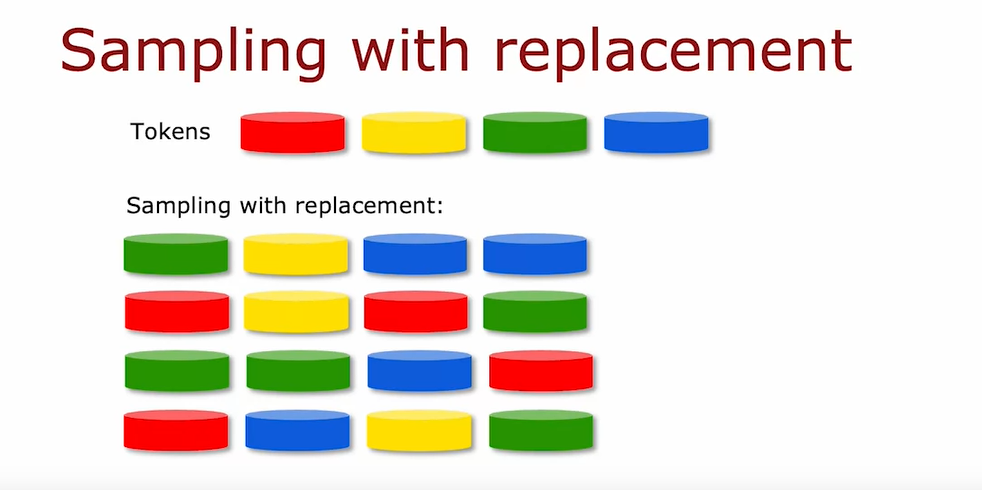 Sampling with replacement
Tokens
Sampling with replacement: